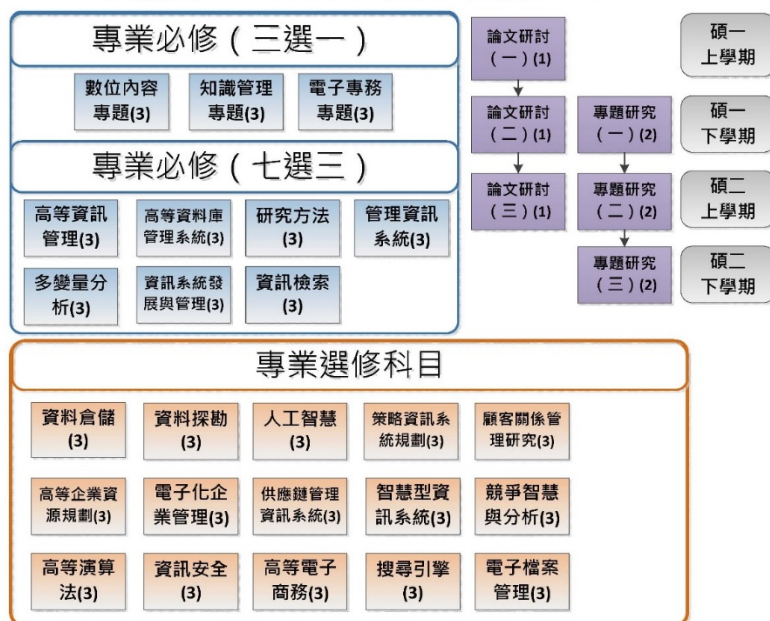 專業必修（三選一）
數位內容
專題(3)
知識管理
專題(3)
電子專務
專題(3)
專業必修（七選三）
高等資訊
管理(3)
高等資料庫
管理系統(3)
研究方法
(3)
管理資訊
系統(3)
多變量分
析(3)
資訊系統發
展與管理(3)
資訊檢索
(3)
論文研討
（一）(1)
碩一
上學期
論文研討
（二）(1)
專題研究
（一）(2)
碩一
下學期
論文研討
（三）(1)
專題研究
（二）(2)
碩二
上學期
專題研究
（三）(2)
碩二
下學期
專業選修科目
資料倉儲
(3)
資料探勘
(3)
人工智慧
(3)
策略資訊系
統規劃(3)
顧客關係管
理研究(3)
高等企業資
源規劃(3)
電子化企
業管理(3)
供應鏈管理
資訊系統(3)
智慧型資
訊系統(3)
競爭智慧
與分析(3)
高等演算
法(3)
資訊安全
(3)
高等電子
商務(3)
搜尋引擎
(3)
電子檔案
管理(3)